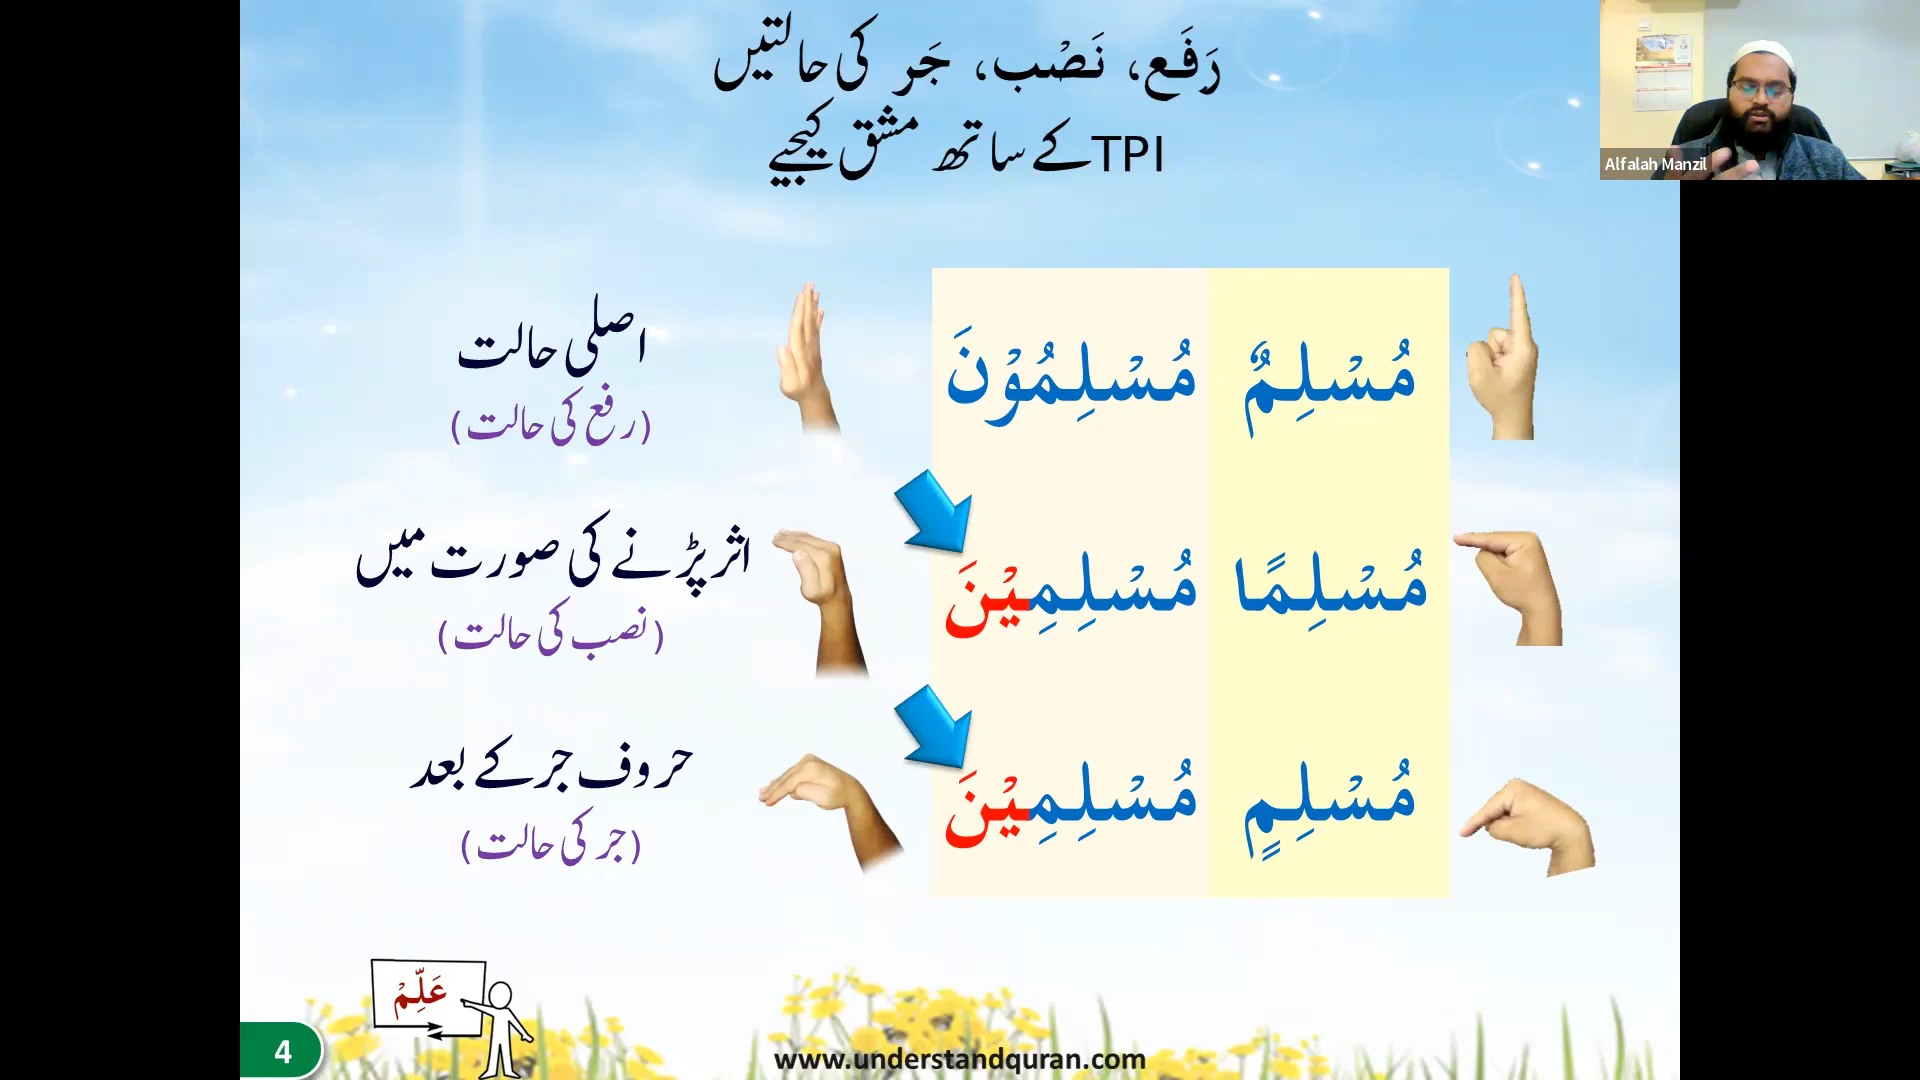 رَفَع، نَصْب، جَر کی حالتیں
TPI کے ساتھ مشق کیجیے
Alfalah Manzil
مُسْلِمٌ مُسْلِمُوْنَ اصلی حالت
(رفع کی حالت)
مُسْلِمًا مُسْلِمِيْنَ اثر پڑنے کی صورت میں
(نصب کی حالت)
مُسْلِمٍ مُسْلِمِيْنَ حروف جر کے بعد
(جر کی حالت)
عَلِّمْ
4
www.understandquran.com